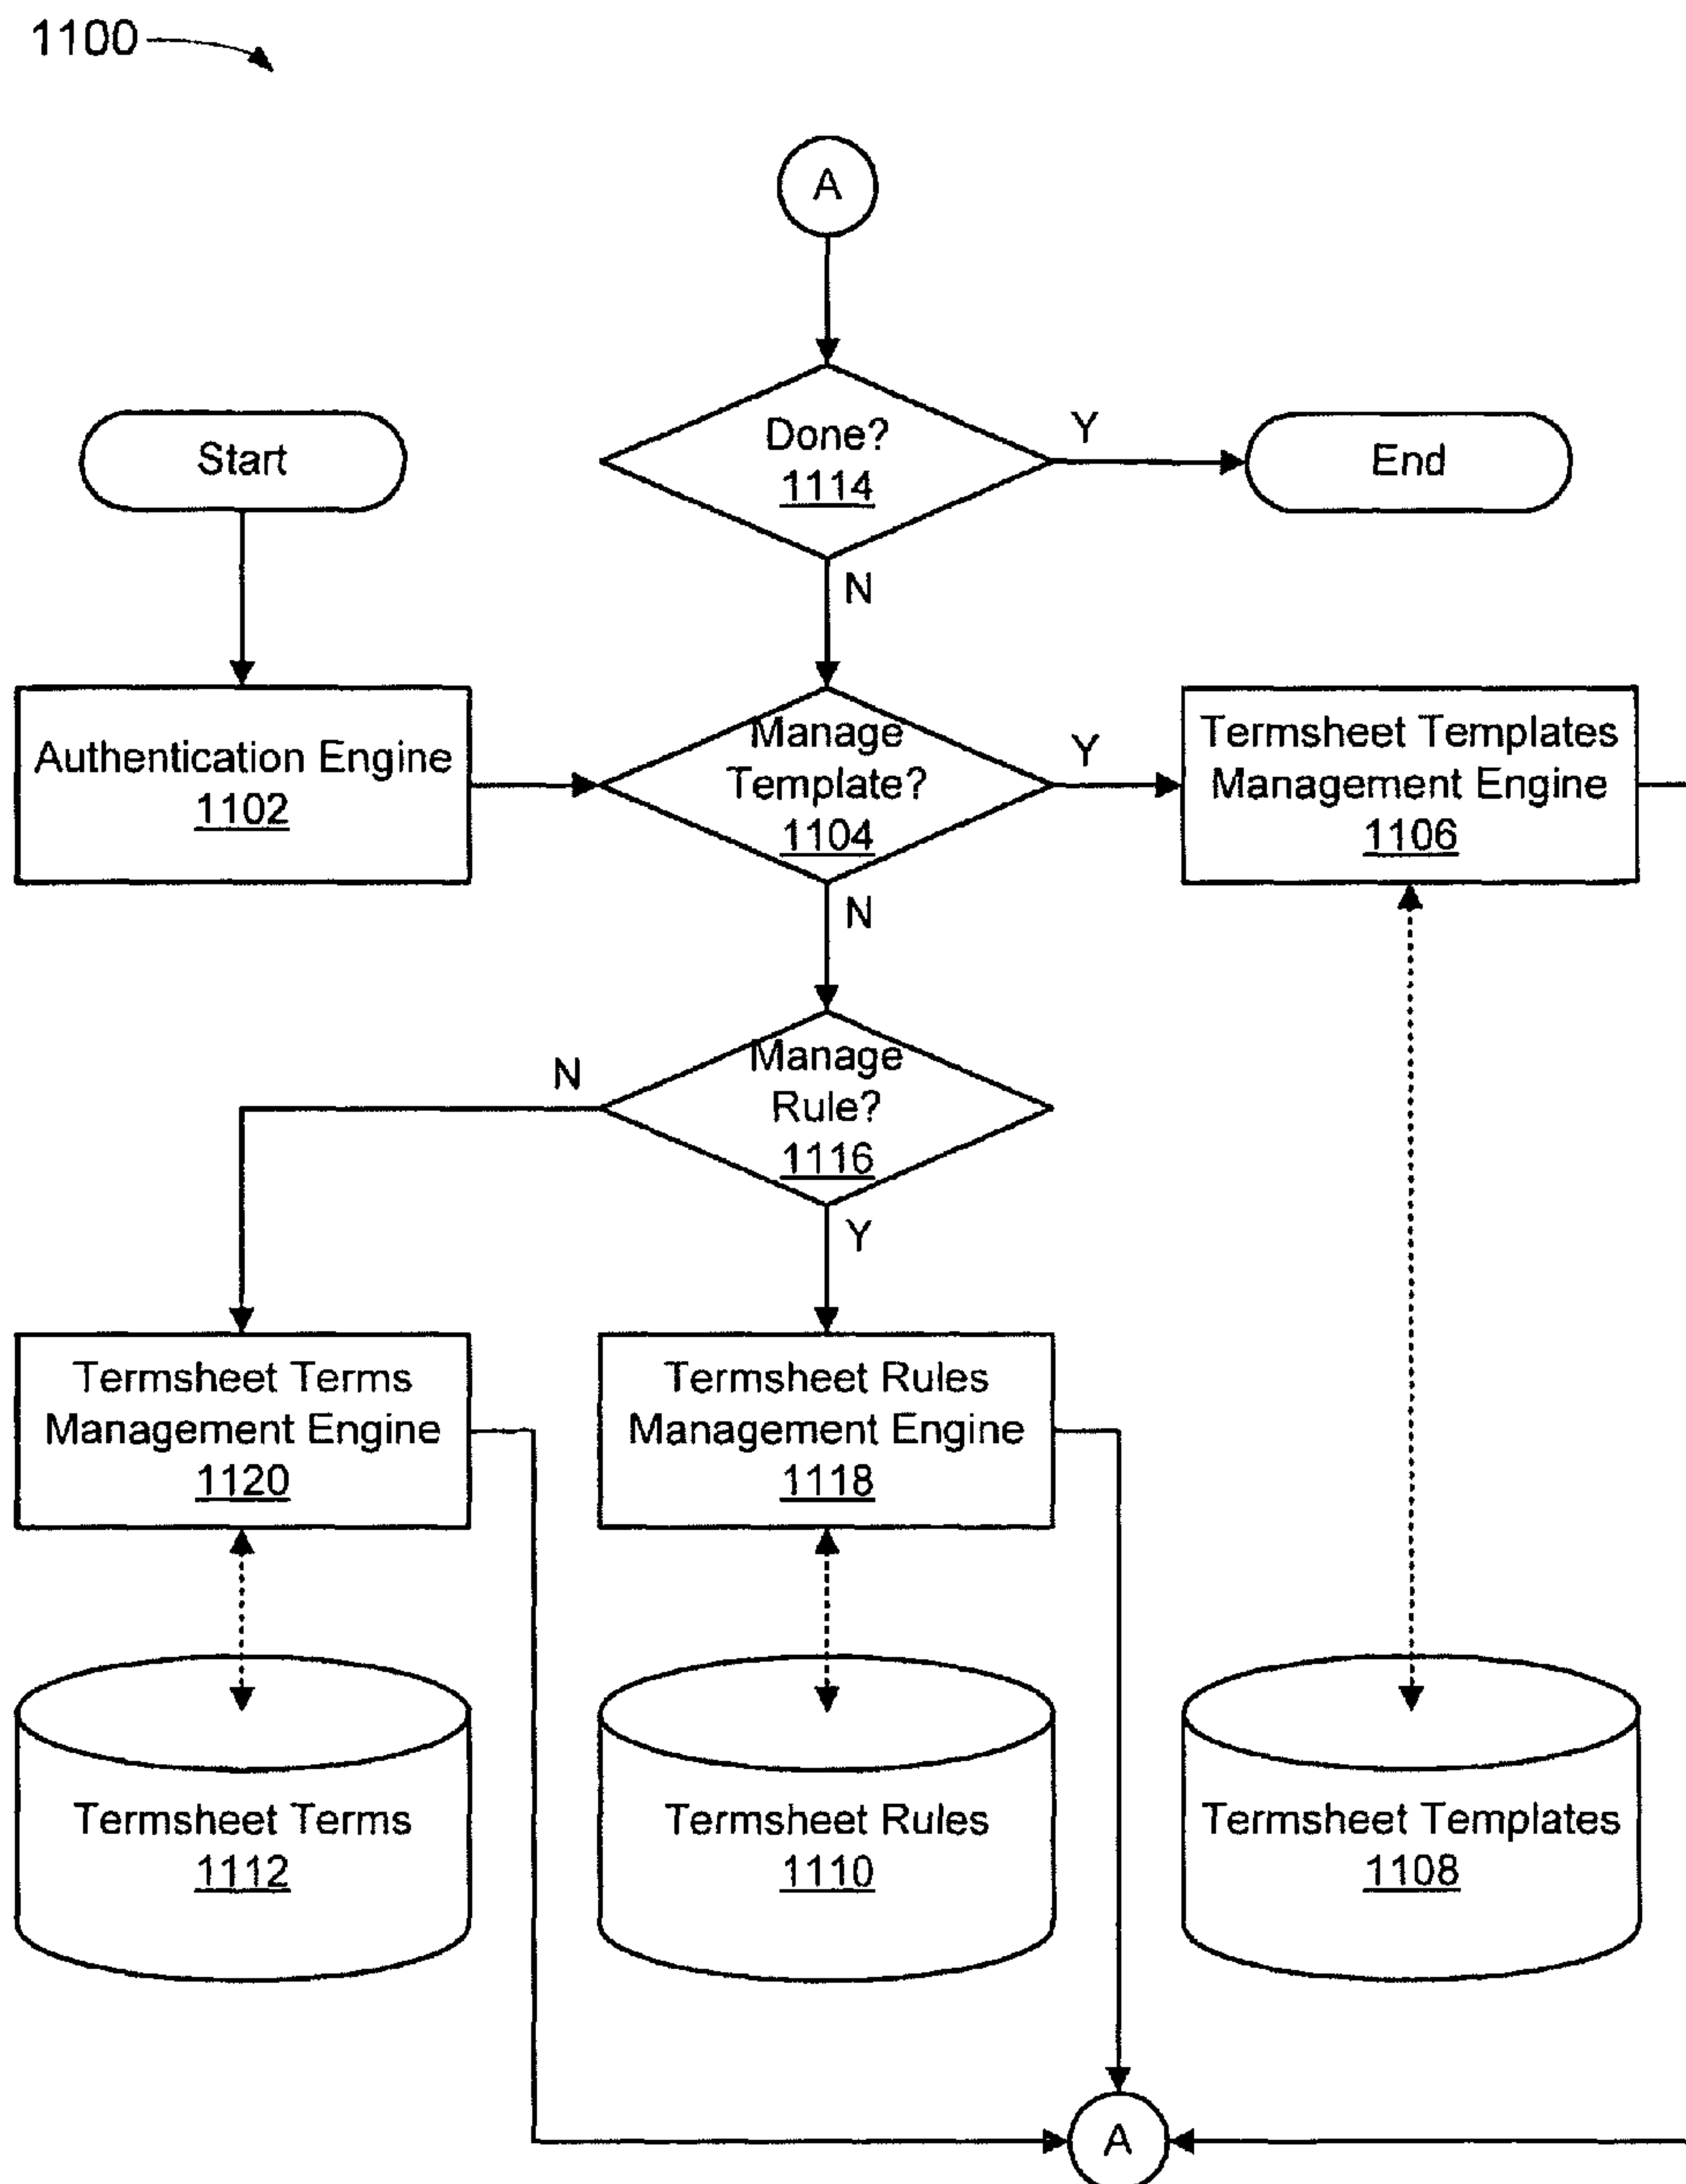 1100
A
Done?
1114
Y
End
Start
N
Authentication Engine
1102
Manage
Template?
1104
Y
Termsheet Templates
Management Engine
1106
N
Manage
Rule?
1116
N
Y
Termsheet Terms
Management Engine
1120
Termsheet Rules
Management Engine
1118
Termsheet Terms
1112
Termsheet Rules
1110
Termsheet Templates
1108
A